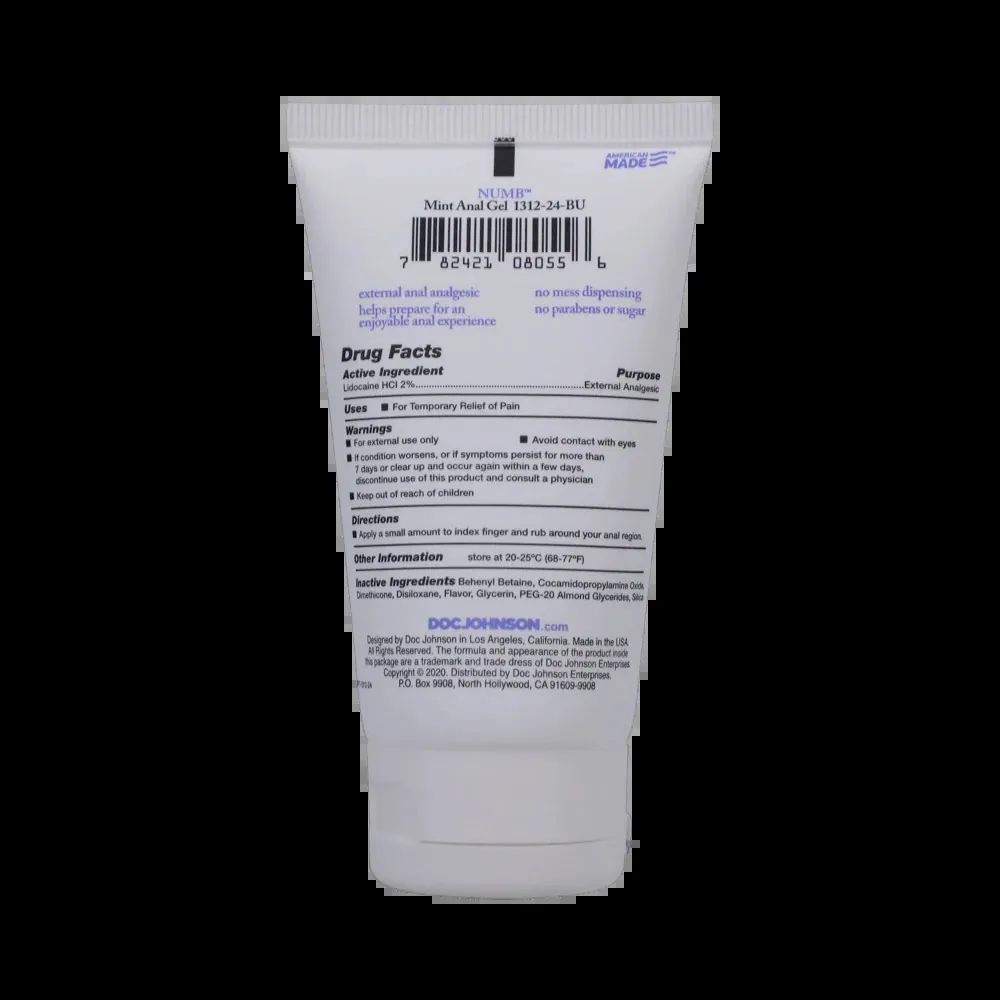 AMERICAN
MADE™
NUMB™
Mint Anal Gel 1312-24-BU
7 82421 08055 6
external anal analgesic
helps prepare for an
enjoyable anal experience
no mess dispensing
no parabens or sugar
Drug Facts
Active Ingredient Purpose
Lidocaine HCl 2%..........External Analgesic
Uses ■ For Temporary Relief of Pain
Warnings
■ For external use only ■ Avoid contact with eyes
■ If condition worsens, or if symptoms persist for more than
7 days or clear up and occur again within a few days,
discontinue use of this product and consult a physician
■ Keep out of reach of children
Directions
■ Apply a small amount to index finger and rub around your anal region.
Other Information store at 20-25ºC (68-77ºF)
Inactive Ingredients Behenyl Betaine, Cocamidopropylamine Oxide,
Dimethicone, Disiloxane, Flavor, Glycerin, PEG-20 Almond Glycerides, Silica
DOCJOHNSON.com
Designed by Doc Johnson in Los Angeles, California. Made in the USA
All Rights Reserved. The formula and appearance of the product inside
this package are a trademark and trade dress of Doc Johnson Enterprises
Copyright © 2020. Distributed by Doc Johnson Enterprises.
P.O. Box 9908, North Hollywood, CA 91609-9908